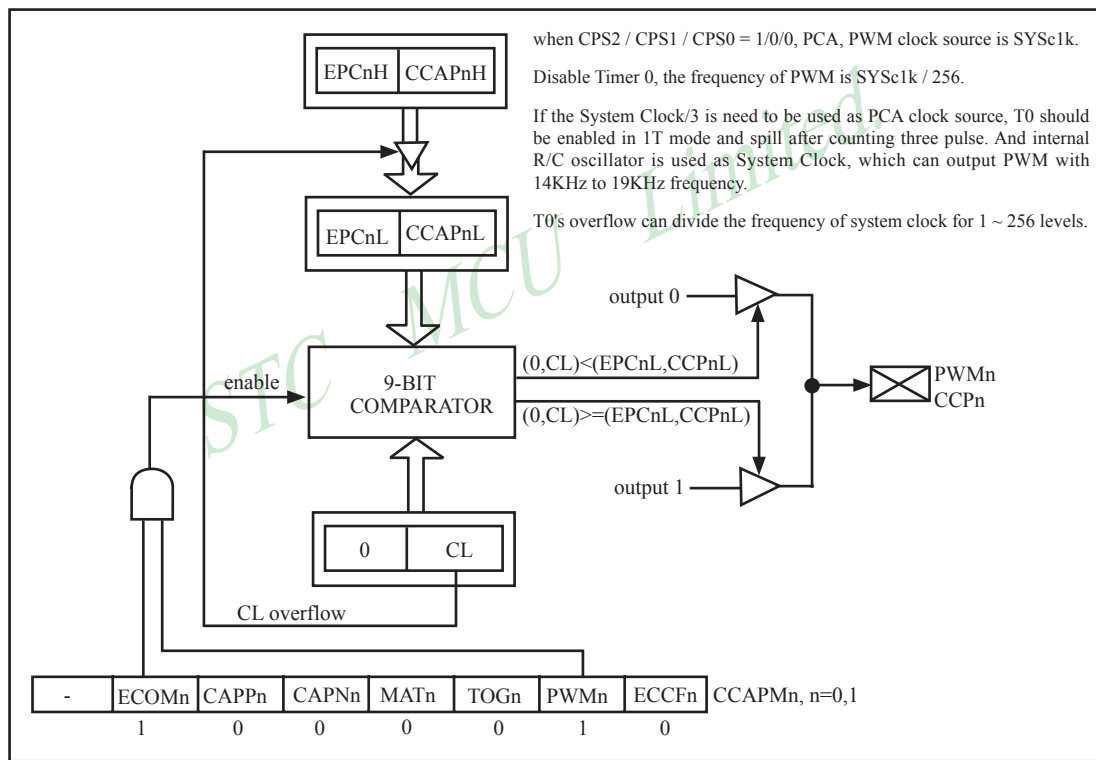 when CPS2 / CPS1 / CPS0 = 1/0/0, PCA, PWM clock source is SYSc1k.
Disable Timer 0, the frequency of PWM is SYSc1k / 256.
If the System Clock/3 is need to be used as PCA clock source, T0 should
be enabled in 1T mode and spill after counting three pulse. And internal
R/C oscillator is used as System Clock, which can output PWM with
14KHz to 19KHz frequency.
T0's overflow can divide the frequency of system clock for 1 ~ 256 levels.
EPCnH CCAPnH
EPCnL CCAPnL
output 0
enable
9-BIT
COMPARATOR
(0,CL)<(EPCnL,CCPnL)
(0,CL)>=(EPCnL,CCPnL)
PWMn
CCPn
output 1
0 CL
CL overflow
- ECOMn CAPPn CAPNn MATn TOGn PWMn ECCFn CCAPMn, n=0,1
1 0 0 0 0 1 0
STC MCU Limited.